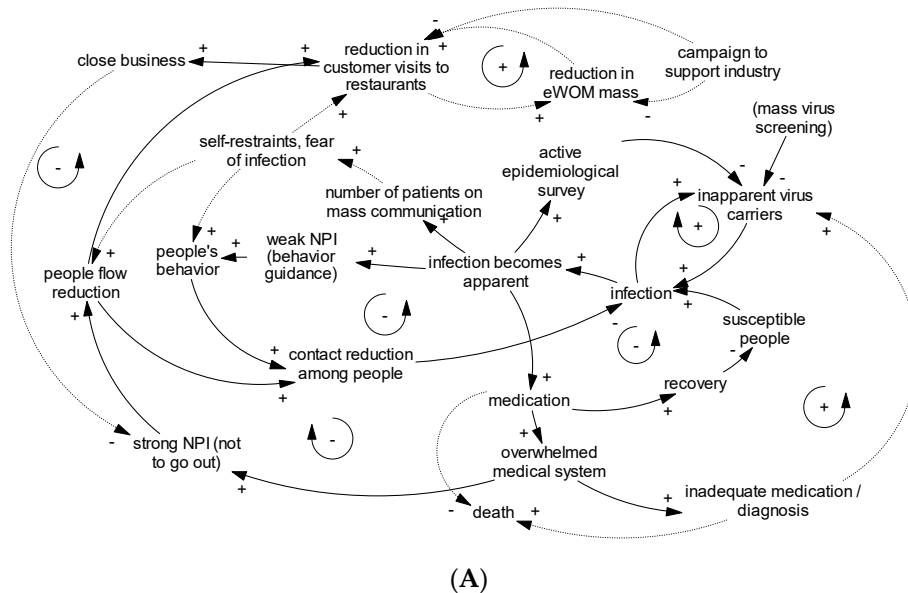 close business
reduction in
customer visits to
restaurants
reduction in
eWOM mass
campaign to
support industry
(mass virus
screening)
self-restraints, fear
of infection
active
epidemiological
survey
number of patients on
mass communication
inapparent virus
carriers
people flow
reduction
people's
behavior
weak NPI
(behavior
guidance)
infection becomes
apparent
infection
susceptible
people
contact reduction
among people
medication
recovery
strong NPI (not
to go out)
overwhelmed
medical system
death
inadequate medication /
diagnosis
(A)